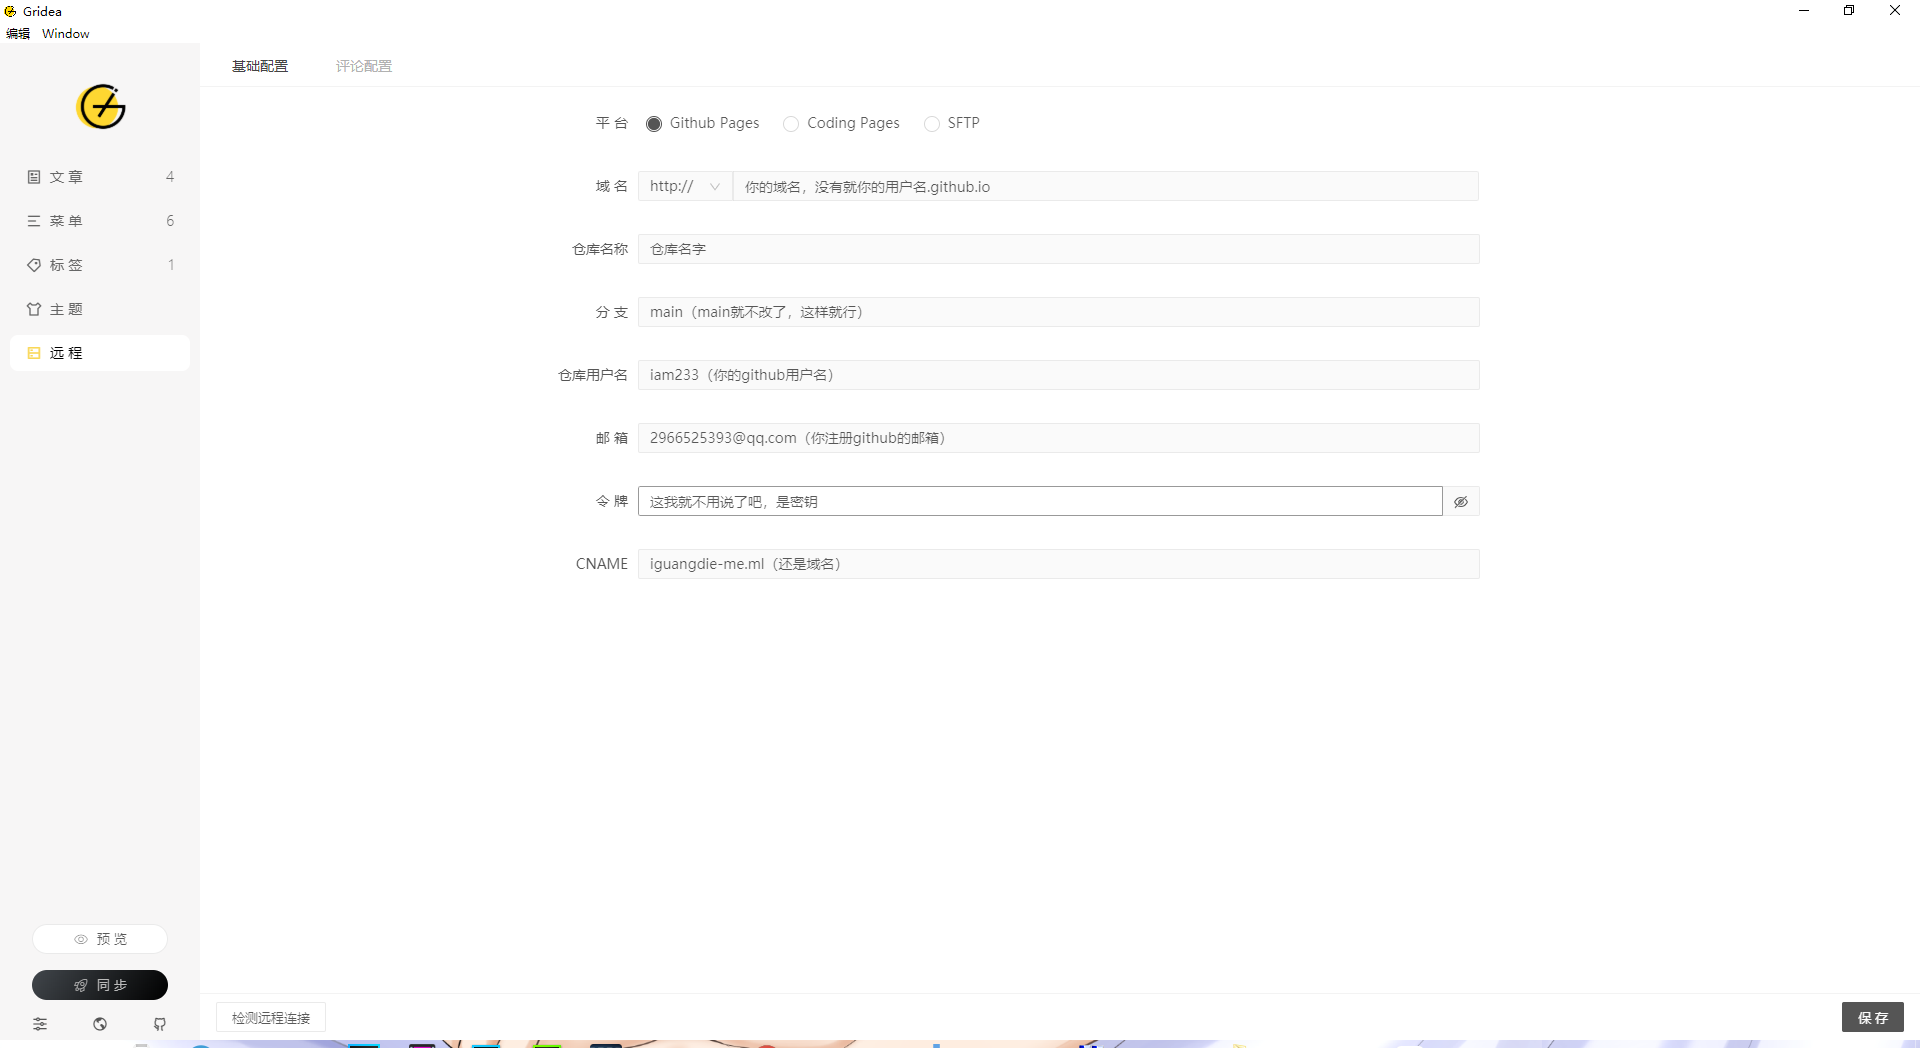 Gridea
编辑 Window
基础配置 评论配置
文章 4
菜单 6
标签 1
主题
远程
平台 Github Pages Coding Pages SFTP
域名 http:// 你的域名，没有就你的用户名.github.io
仓库名称 仓库名字
分支 main（main就不改了，这样就行）
仓库用户名 iam233（你的github用户名）
邮箱 2966525393@qq.com（你注册github的邮箱）
令牌 这我就不用说了吧，是密钥
CNAME iguangdie-me.ml（还是域名）
预览
同步
检测远程连接 保存